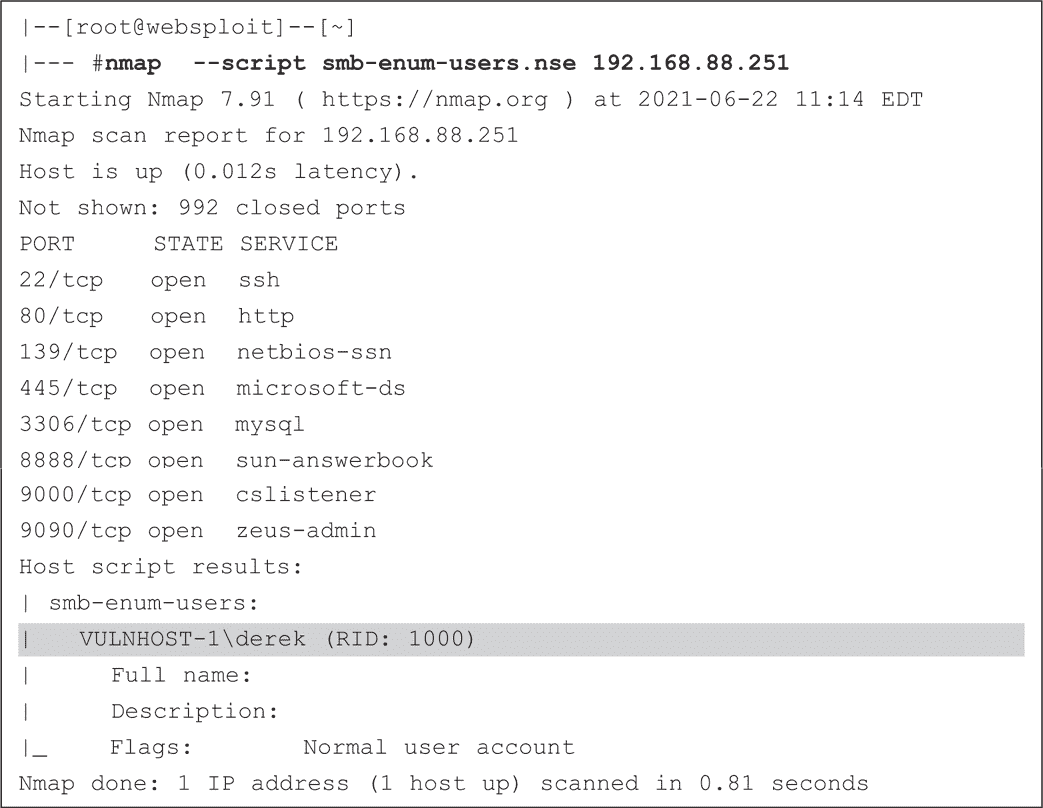 |--[root@websploit]--[~]
|--- #nmap  --script smb-enum-users.nse 192.168.88.251
Starting Nmap 7.91 ( https://nmap.org ) at 2021-06-22 11:14 EDT
Nmap scan report for 192.168.88.251
Host is up (0.012s latency).
Not shown: 992 closed ports
PORT     STATE SERVICE
22/tcp   open  ssh
80/tcp   open  http
139/tcp  open  netbios-ssn
445/tcp  open  microsoft-ds
3306/tcp open  mysql
8888/tcp open  sun-answerbook
9000/tcp open  cslistener
9090/tcp open  zeus-admin
Host script results:
| smb-enum-users:
|   VULNHOST-1\derek (RID: 1000)
|     Full name:
|     Description:
|_    Flags:       Normal user account
Nmap done: 1 IP address (1 host up) scanned in 0.81 seconds